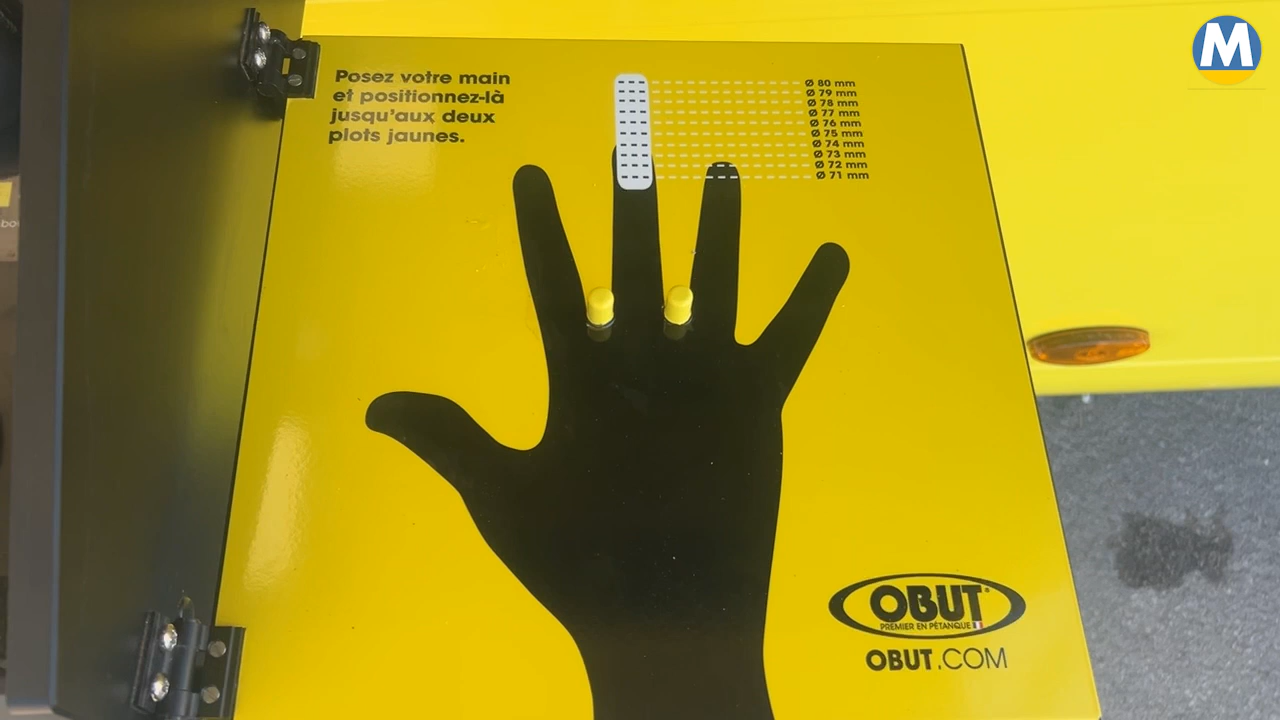 Posez votre main
et positionnez-là
jusqu'aux deux
plots jaunes.
Ø 80 mm
Ø 79 mm
Ø 78 mm
Ø 77 mm
Ø 76 mm
Ø 75 mm
Ø 74 mm
Ø 73 mm
Ø 72 mm
Ø 71 mm
M
OBUT®
PREMIER EN PÉTANQUE
OBUT.COM